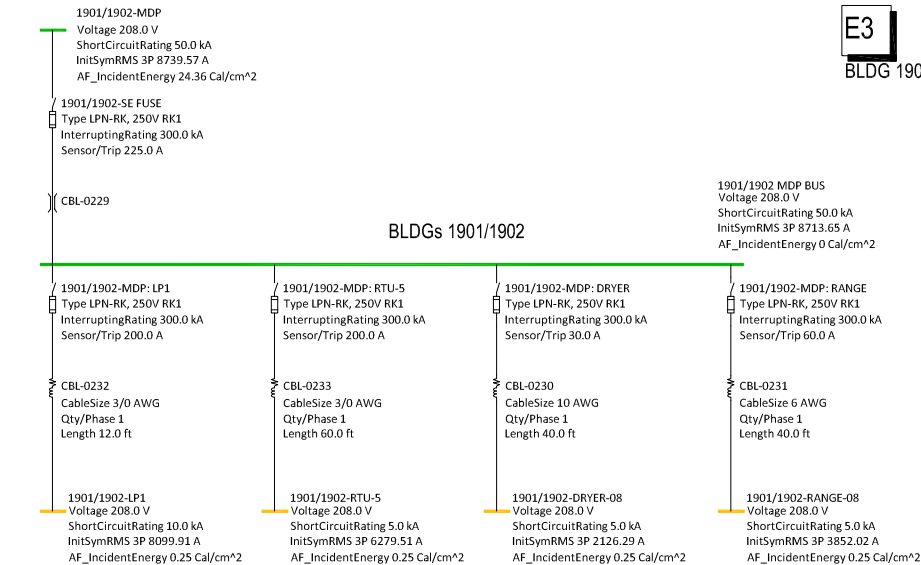 1901/1902-MDP
Voltage 208.0 V
ShortCircuitRating 50.0 kA
InitSymRMS 3P 8739.57 A
AF_IncidentEnergy 24.36 Cal/cm^2
E3
BLDG 190
1901/1902-SE FUSE
Type LPN-RK, 250V RK1
InterruptingRating 300.0 kA
Sensor/Trip 225.0 A
CBL-0229
1901/1902 MDP BUS
Voltage 208.0 V
ShortCircuitRating 50.0 kA
InitSymRMS 3P 8713.65 A
AF_IncidentEnergy 0 Cal/cm^2
BLDGs 1901/1902
1901/1902-MDP: LP1
Type LPN-RK, 250V RK1
InterruptingRating 300.0 kA
Sensor/Trip 200.0 A
1901/1902-MDP: RTU-5
Type LPN-RK, 250V RK1
InterruptingRating 300.0 kA
Sensor/Trip 200.0 A
1901/1902-MDP: DRYER
Type LPN-RK, 250V RK1
InterruptingRating 300.0 kA
Sensor/Trip 30.0 A
1901/1902-MDP: RANGE
Type LPN-RK, 250V RK1
InterruptingRating 300.0 kA
Sensor/Trip 60.0 A
CBL-0232
CableSize 3/0 AWG
Qty/Phase 1
Length 12.0 ft
CBL-0233
CableSize 3/0 AWG
Qty/Phase 1
Length 60.0 ft
CBL-0230
CableSize 10 AWG
Qty/Phase 1
Length 40.0 ft
CBL-0231
CableSize 6 AWG
Qty/Phase 1
Length 40.0 ft
1901/1902-LP1
Voltage 208.0 V
ShortCircuitRating 10.0 kA
InitSymRMS 3P 8099.91 A
AF_IncidentEnergy 0.25 Cal/cm^2
1901/1902-RTU-5
Voltage 208.0 V
ShortCircuitRating 5.0 kA
InitSymRMS 3P 6279.51 A
AF_IncidentEnergy 0.25 Cal/cm^2
1901/1902-DRYER-08
Voltage 208.0 V
ShortCircuitRating 5.0 kA
InitSymRMS 3P 2126.29 A
AF_IncidentEnergy 0.25 Cal/cm^2
1901/1902-RANGE-08
Voltage 208.0 V
ShortCircuitRating 5.0 kA
InitSymRMS 3P 3852.02 A
AF_IncidentEnergy 0.25 Cal/cm^2